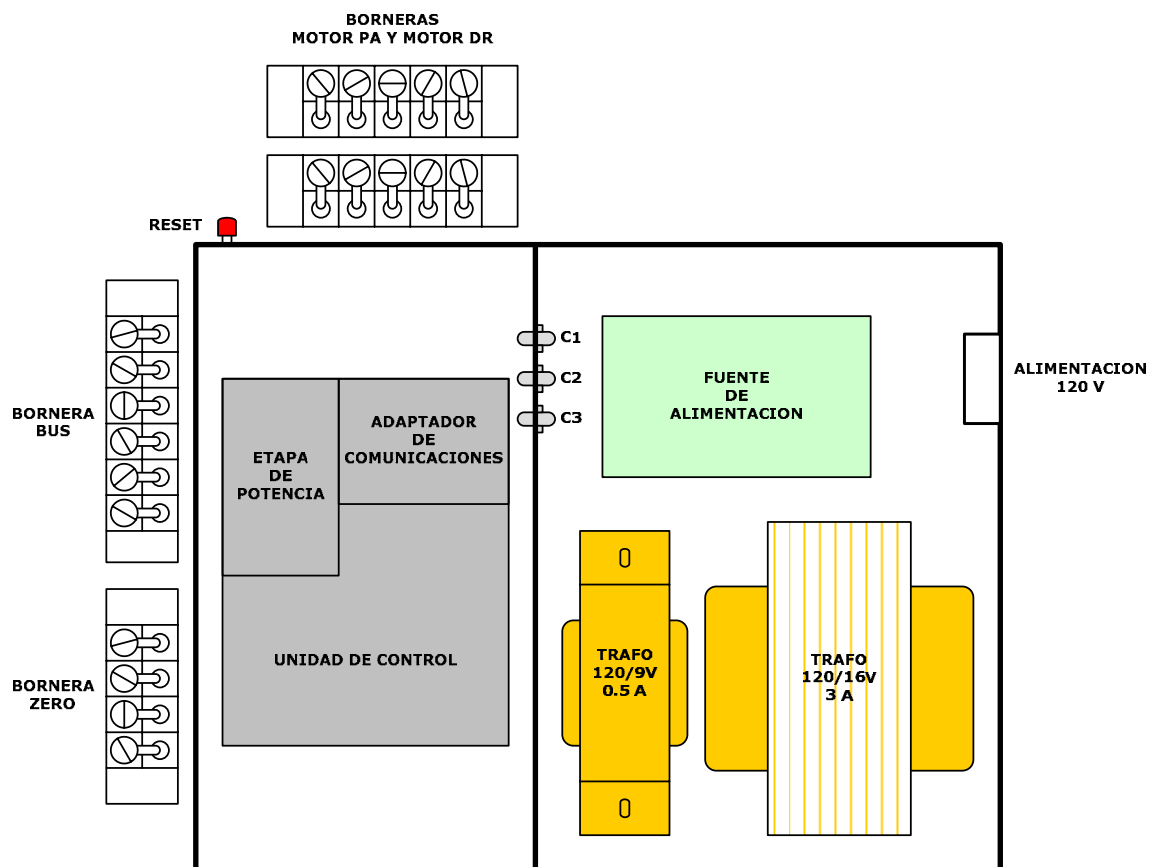 BORNERAS
MOTOR PA Y MOTOR DR
RESET
C1
C2
C3
FUENTE
DE
ALIMENTACION
ALIMENTACION
120 V
BORNERA
BUS
ETAPA
DE
POTENCIA
ADAPTADOR
DE
COMUNICACIONES
UNIDAD DE CONTROL
BORNERA
ZERO
TRAFO
120/9V
0.5 A
TRAFO
120/16V
3 A